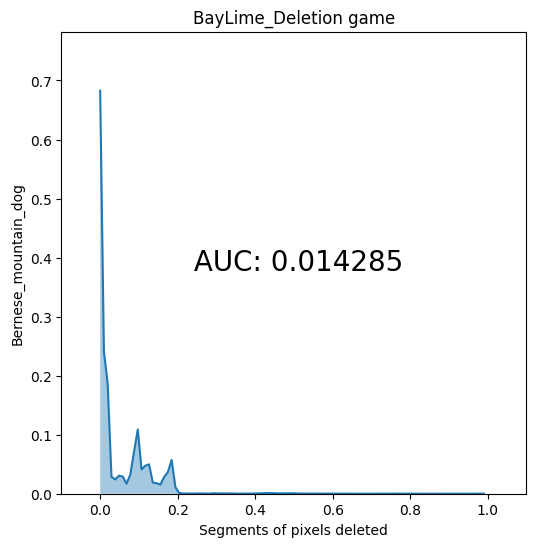 BayLime_Deletion game
0.7
0.6
0.5
0.4
0.3
0.2
0.1
0.0
Bernese_mountain_dog
AUC: 0.014285
0.0 0.2 0.4 0.6 0.8 1.0
Segments of pixels deleted